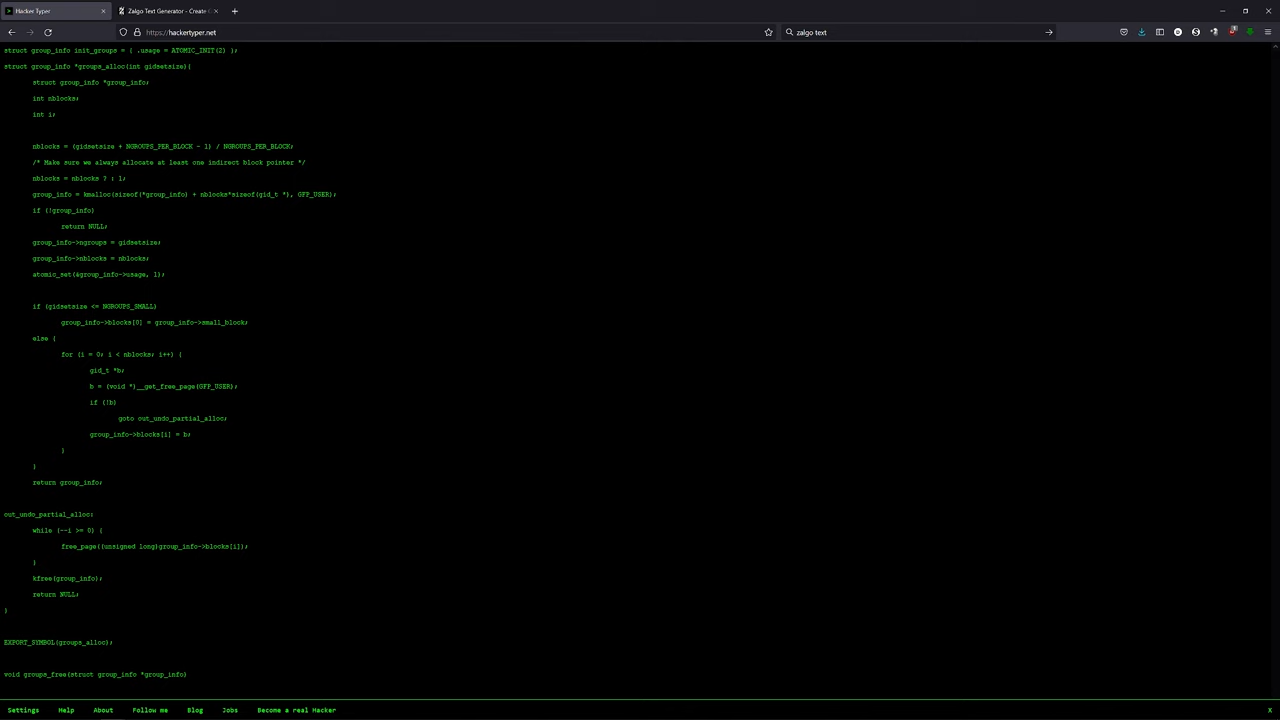 Hacker Typer
Zalgo Text Generator - Create
https://hackertyper.net
zalgo text
struct group_info init_groups = { .usage = ATOMIC_INIT(2) };
struct group_info *groups_alloc(int gidsetsize){
struct group_info *group_info;
int nblocks;
int i;
nblocks = (gidsetsize + NGROUPS_PER_BLOCK - 1) / NGROUPS_PER_BLOCK;
/* Make sure we always allocate at least one indirect block pointer */
nblocks = nblocks ? : 1;
group_info = kmalloc(sizeof(*group_info) + nblocks*sizeof(gid_t *), GFP_USER);
if (!group_info)
return NULL;
group_info->ngroups = gidsetsize;
group_info->nblocks = nblocks;
atomic_set(&group_info->usage, 1);
if (gidsetsize <= NGROUPS_SMALL)
group_info->blocks[0] = group_info->small_block;
else {
for (i = 0; i < nblocks; i++) {
gid_t *b;
b = (void *)__get_free_page(GFP_USER);
if (!b)
goto out_undo_partial_alloc;
group_info->blocks[i] = b;
}
}
return group_info;
out_undo_partial_alloc:
while (--i >= 0) {
free_page((unsigned long)group_info->blocks[i]);
}
kfree(group_info);
return NULL;
}
EXPORT_SYMBOL(groups_alloc);
void groups_free(struct group_info *group_info)
Settings Help About Follow me Blog Jobs Become a real Hacker X